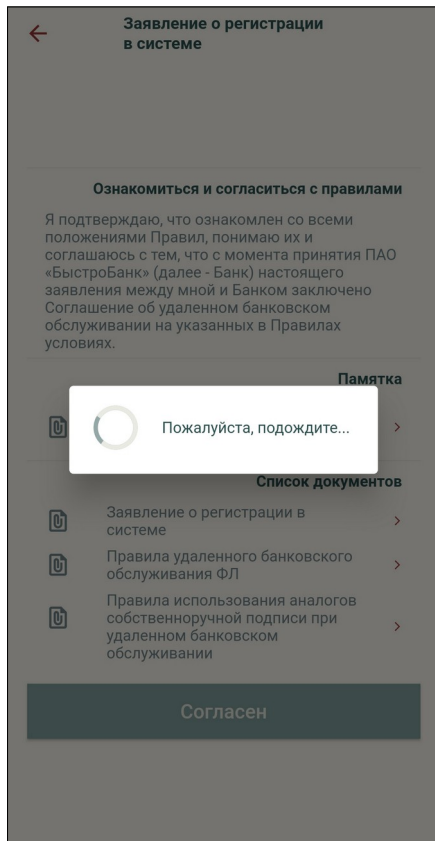 Заявление о регистрации
в системе
Ознакомиться и согласиться с правилами
Я подтверждаю, что ознакомлен со всеми
положениями Правил, понимаю их и
соглашаюсь с тем, что с момента принятия ПАО
«БыстроБанк» (далее - Банк) настоящего
заявления между мной и Банком заключено
Соглашение об удаленном банковском
обслуживании на указанных в Правилах
условиях.
Памятка
Пожалуйста, подождите...
Список документов
Заявление о регистрации в
системе
Правила удаленного банковского
обслуживания ФЛ
Правила использования аналогов
собственноручной подписи при
удаленном банковском
обслуживании
Согласен